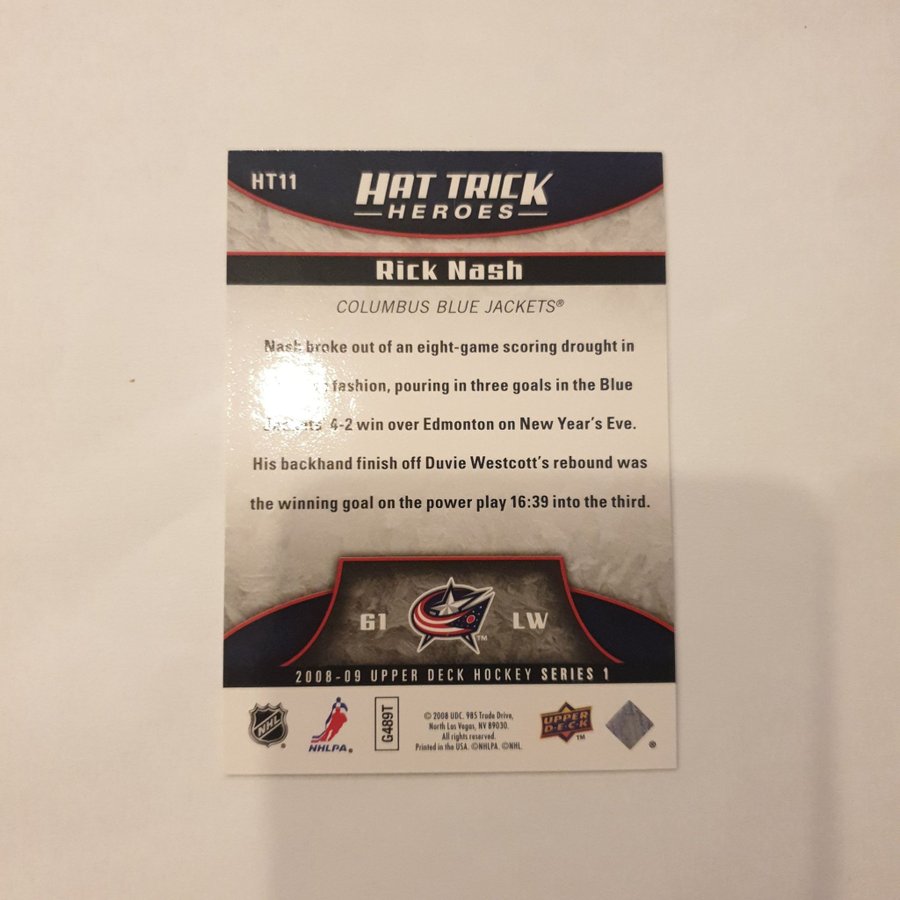 HT11
HAT TRICK
HEROES
Rick Nash
COLUMBUS BLUE JACKETS®
Nash broke out of an eight-game scoring drought in
fashion, pouring in three goals in the Blue
Jackets' 4-2 win over Edmonton on New Year's Eve.
His backhand finish off Duvie Westcott's rebound was
the winning goal on the power play 16:39 into the third.
61 LW
TM
2008-09 UPPER DECK HOCKEY SERIES 1
NHL
®
NHLPA®
G489T
© 2008 UDC. 985 Trade Drive,
North Las Vegas, NV 89030.
All rights reserved.
Printed in the USA. ©NHLPA. ©NHL
UPPER
D·E·C·K
TM
®